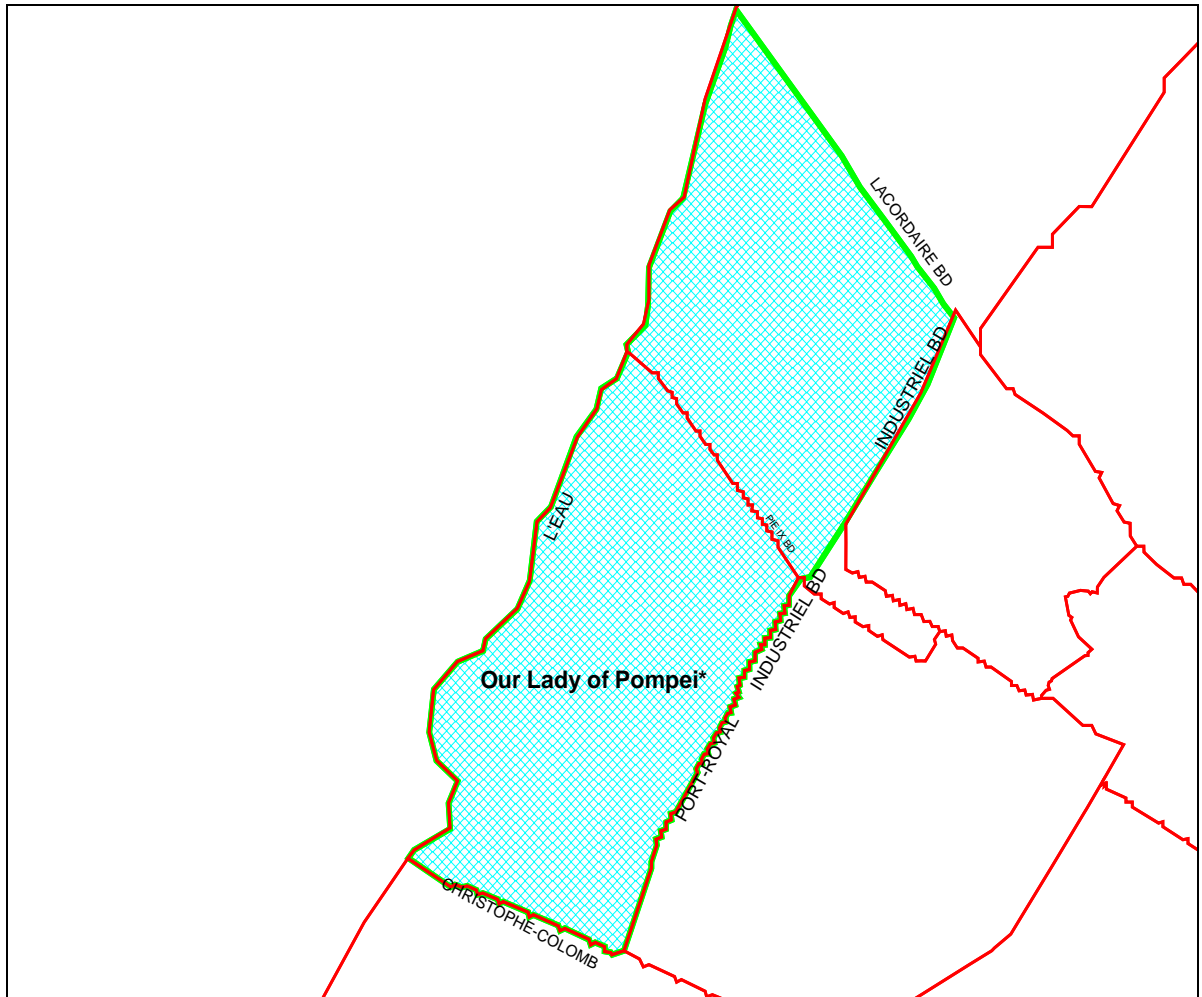 LACORDAIRE BD
INDUSTRIEL BD
L'EAU
PIE IX BD
INDUSTRIEL BD
Our Lady of Pompei*
PORT-ROYAL
CHRISTOPHE-COLOMB